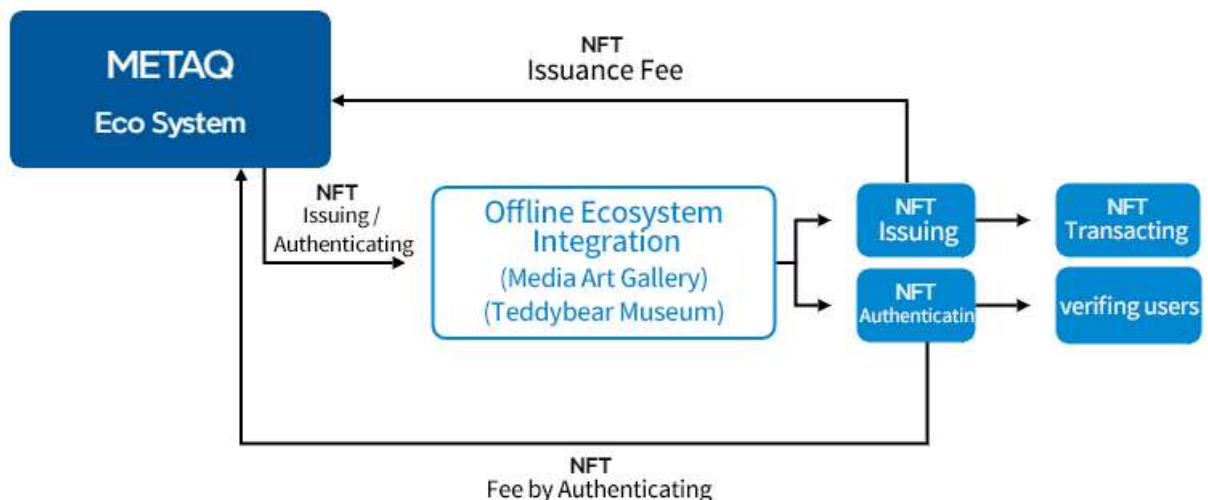 METAQ
Eco System
NFT
Issuance Fee
NFT
Issuing /
Authenticating
Offline Ecosystem
Integration
(Media Art Gallery)
(Teddybear Museum)
NFT
Issuing
NFT
Transacting
NFT
Authenticatin
verifing users
NFT
Fee by Authenticating